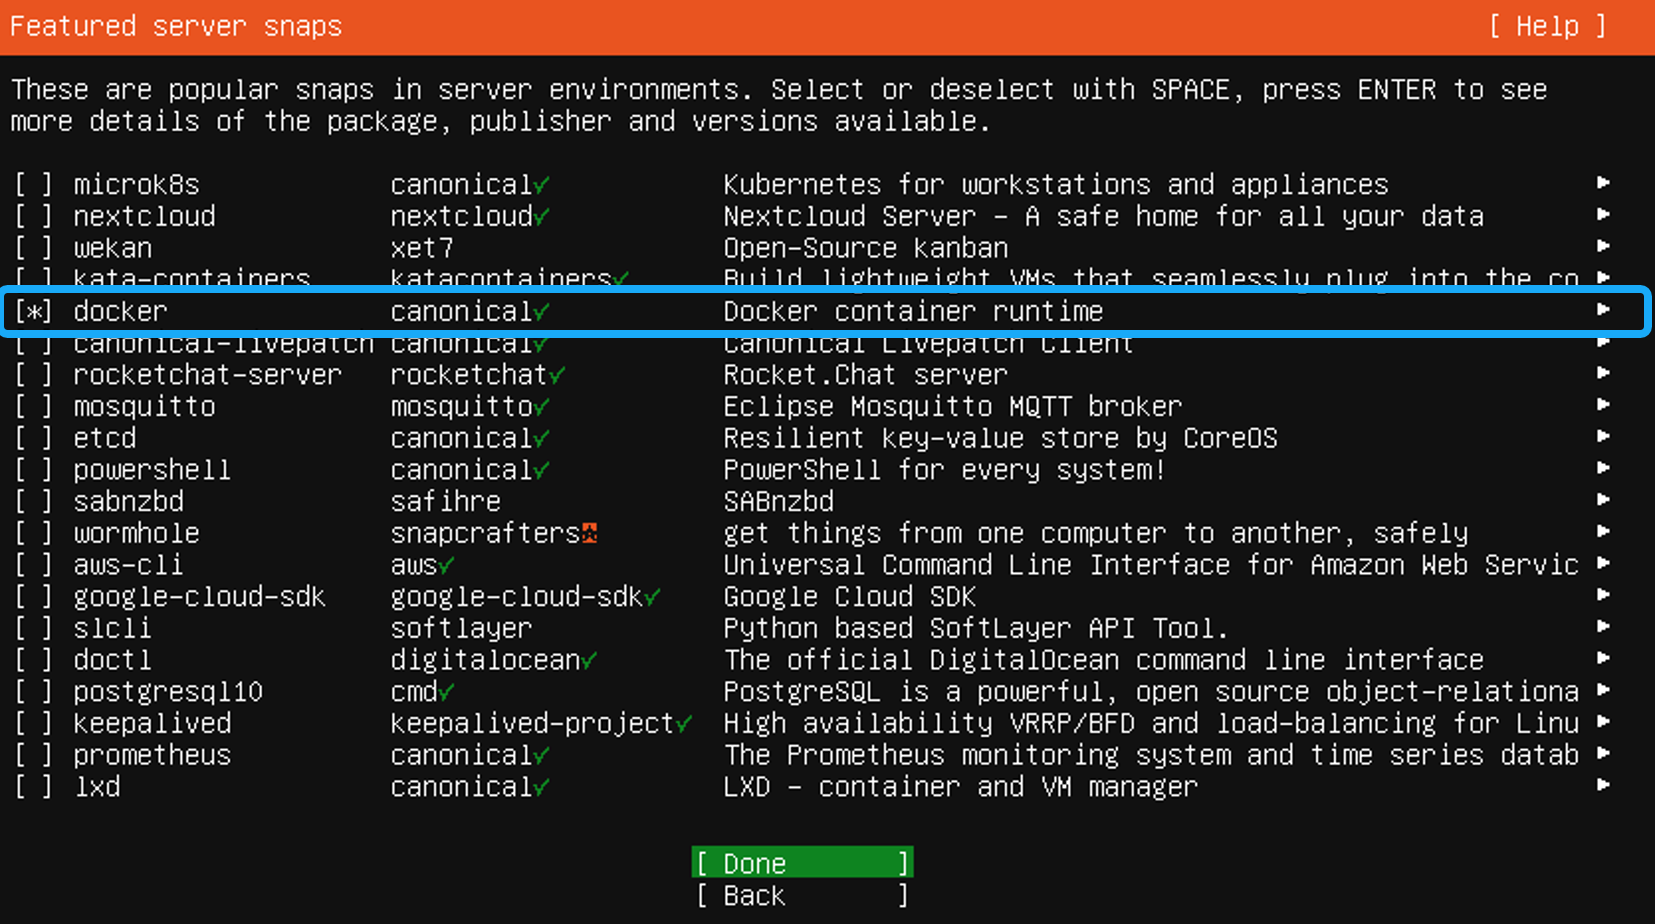 Featured server snaps [ Help ]
These are popular snaps in server environments. Select or deselect with SPACE, press ENTER to see
more details of the package, publisher and versions available.
[ ] microk8s canonical✓ Kubernetes for workstations and appliances ▶
[ ] nextcloud nextcloud✓ Nextcloud Server - A safe home for all your data ▶
[ ] wekan xet7 Open-Source kanban ▶
[ ] kata-containers katacontainers✓ Build lightweight VMs that seamlessly plug into the co ▶
[*] docker canonical✓ Docker container runtime ▶
[ ] canonical-livepatch canonical✓ Canonical Livepatch Client ▶
[ ] rocketchat-server rocketchat✓ Rocket.Chat server ▶
[ ] mosquitto mosquitto✓ Eclipse Mosquitto MQTT broker ▶
[ ] etcd canonical✓ Resilient key-value store by CoreOS ▶
[ ] powershell canonical✓ PowerShell for every system! ▶
[ ] sabnzbd safihre SABnzbd ▶
[ ] wormhole snapcrafters get things from one computer to another, safely ▶
[ ] aws-cli aws✓ Universal Command Line Interface for Amazon Web Servic ▶
[ ] google-cloud-sdk google-cloud-sdk✓ Google Cloud SDK ▶
[ ] slcli softlayer Python based SoftLayer API Tool. ▶
[ ] doctl digitalocean✓ The official DigitalOcean command line interface ▶
[ ] postgresql10 cmd✓ PostgreSQL is a powerful, open source object-relationa ▶
[ ] keepalived keepalived-project✓ High availability VRRP/BFD and load-balancing for Linu ▶
[ ] prometheus canonical✓ The Prometheus monitoring system and time series datab ▶
[ ] lxd canonical✓ LXD - container and VM manager ▶
[ Done ]
[ Back ]